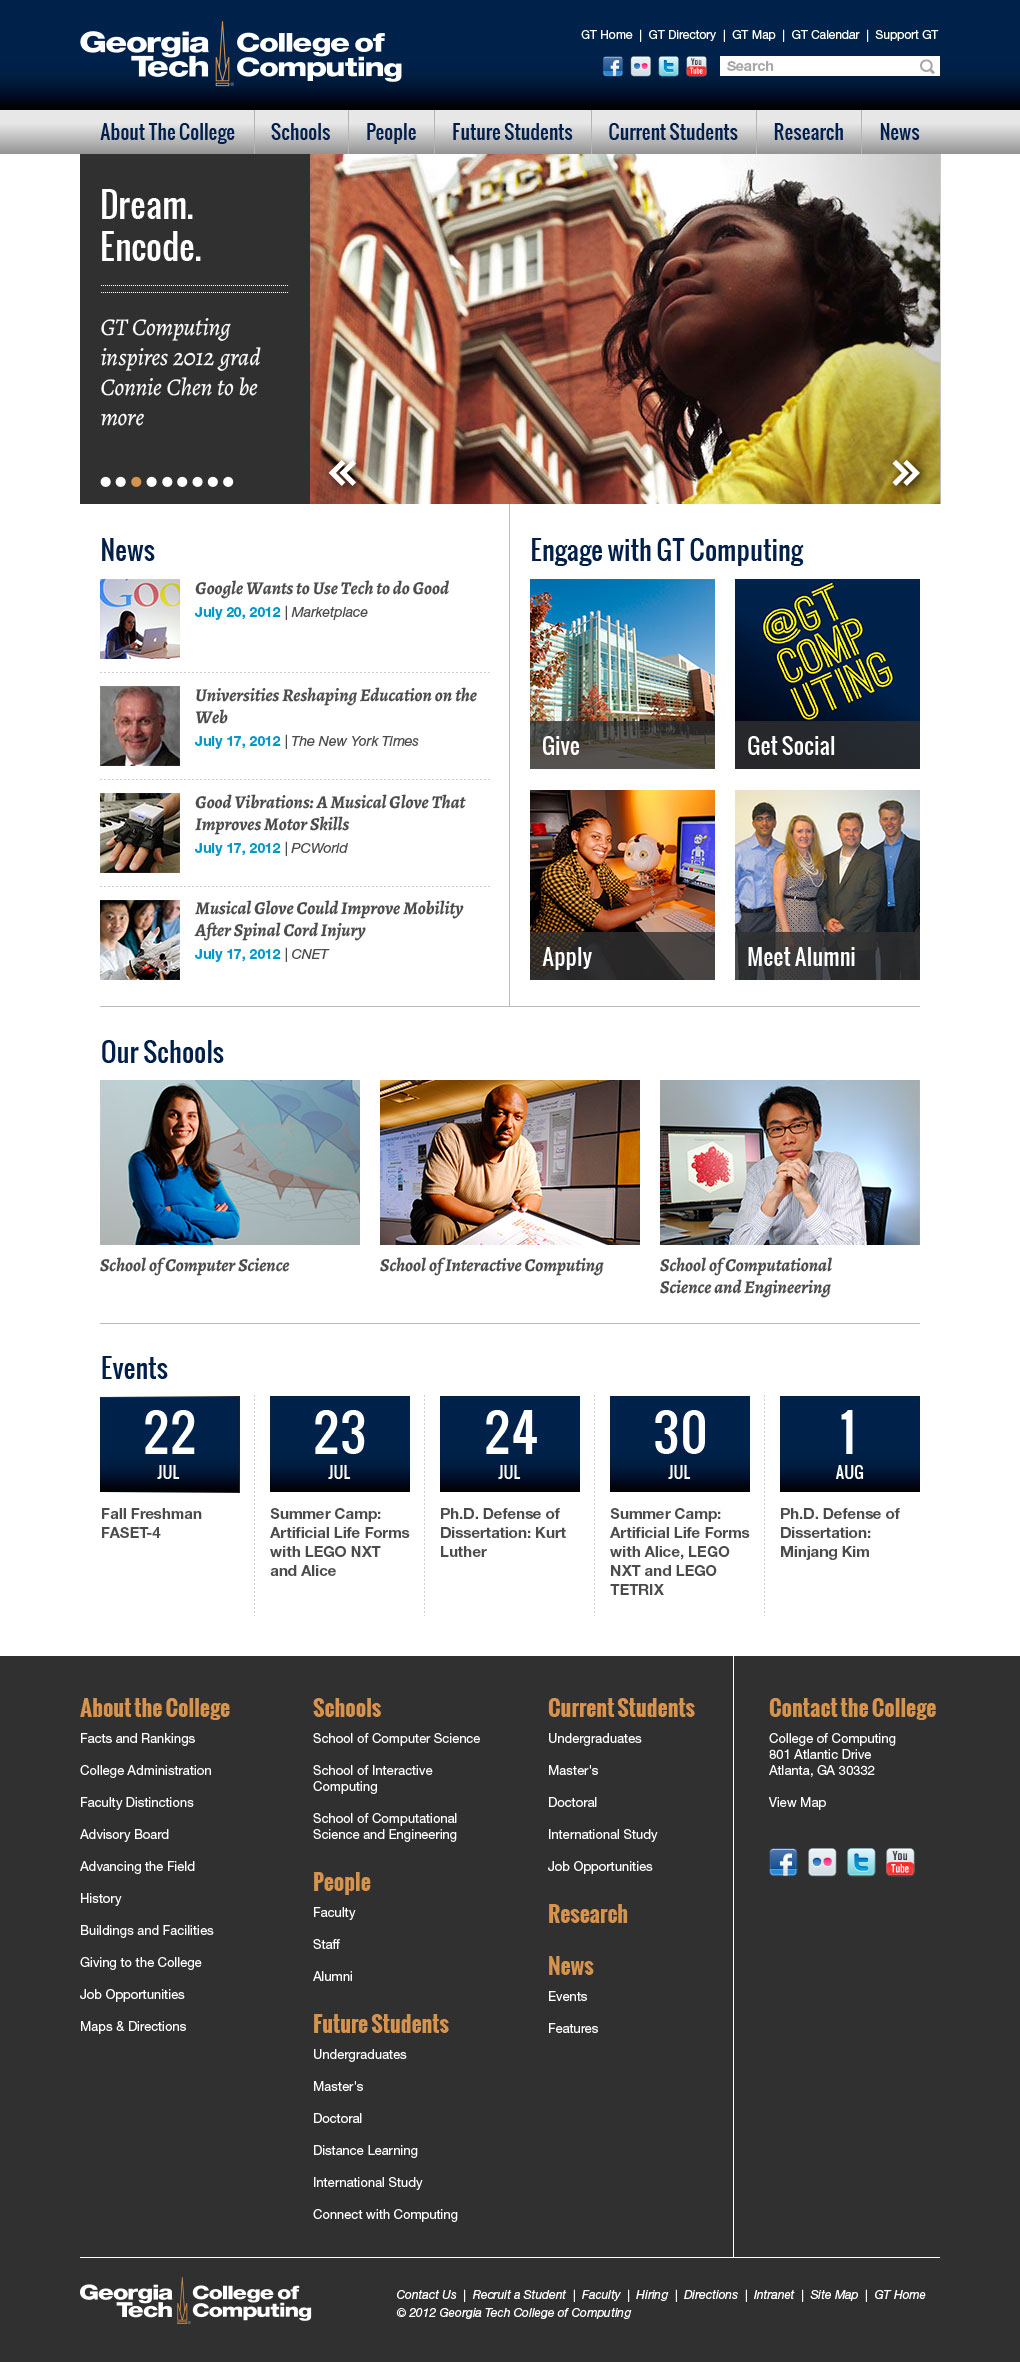 Georgia Tech College of Computing
GT Home | GT Directory | GT Map | GT Calendar | Support GT
You Tube
Search
About The College
Schools
People
Future Students
Current Students
Research
News
Dream.
Encode.
GT Computing
inspires 2012 grad
Connie Chen to be
more
TECH
TECH
News
Google Wants to Use Tech to do Good
July 20, 2012 | Marketplace
Universities Reshaping Education on the
Web
July 17, 2012 | The New York Times
Good Vibrations: A Musical Glove That
Improves Motor Skills
July 17, 2012 | PCWorld
Musical Glove Could Improve Mobility
After Spinal Cord Injury
July 17, 2012 | CNET
Engage with GT Computing
Give
@GT
COMP
UTING
Get Social
Apply
Meet Alumni
Our Schools
School of Computer Science
School of Interactive Computing
School of Computational
Science and Engineering
Events
22
JUL
Fall Freshman
FASET-4
23
JUL
Summer Camp:
Artificial Life Forms
with LEGO NXT
and Alice
24
JUL
Ph.D. Defense of
Dissertation: Kurt
Luther
30
JUL
Summer Camp:
Artificial Life Forms
with Alice, LEGO
NXT and LEGO
TETRIX
1
AUG
Ph.D. Defense of
Dissertation:
Minjang Kim
About the College
Facts and Rankings
College Administration
Faculty Distinctions
Advisory Board
Advancing the Field
History
Buildings and Facilities
Giving to the College
Job Opportunities
Maps & Directions
Schools
School of Computer Science
School of Interactive
Computing
School of Computational
Science and Engineering
People
Faculty
Staff
Alumni
Future Students
Undergraduates
Master's
Doctoral
Distance Learning
International Study
Connect with Computing
Current Students
Undergraduates
Master's
Doctoral
International Study
Job Opportunities
Research
News
Events
Features
Contact the College
College of Computing
801 Atlantic Drive
Atlanta, GA 30332
View Map
You Tube
Georgia Tech College of Computing
Contact Us | Recruit a Student | Faculty | Hiring | Directions | Intranet | Site Map | GT Home
© 2012 Georgia Tech College of Computing